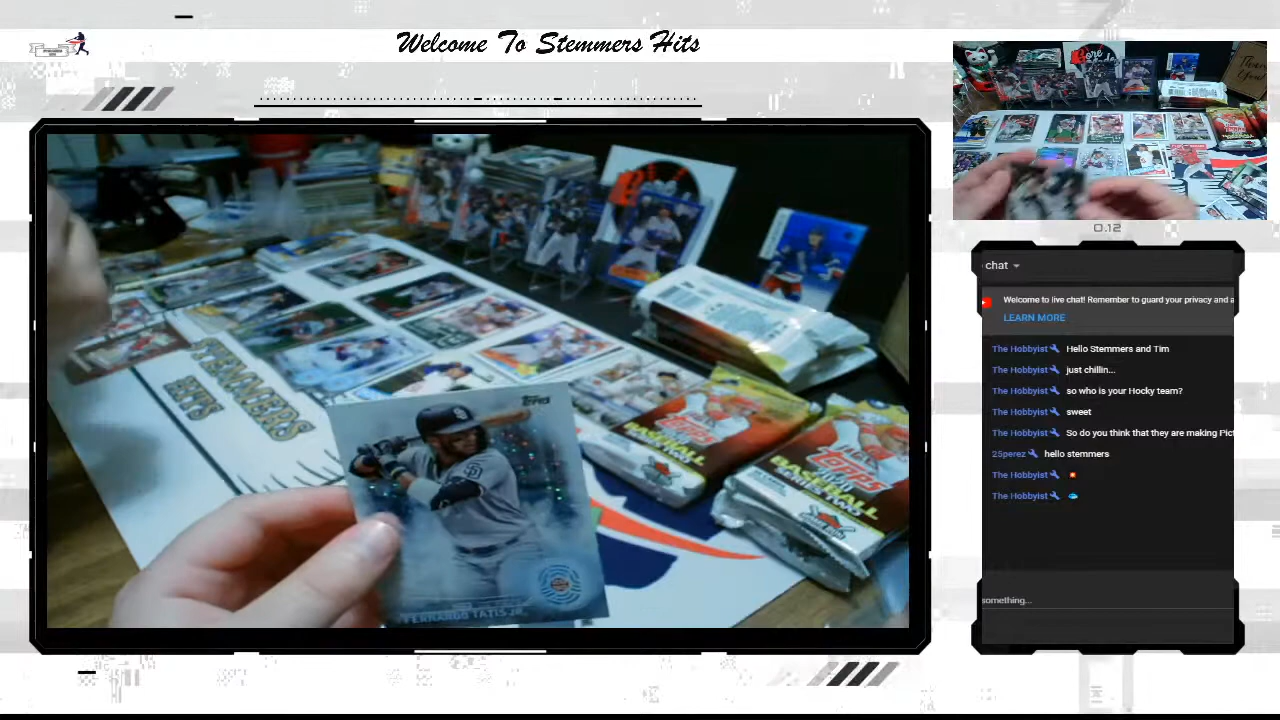 Welcome To Stemmers Hits
0.12
chat
Welcome to live chat! Remember to guard your privacy and a
LEARN MORE
The Hobbyist Hello Stemmers and Tim
The Hobbyist just chillin...
The Hobbyist so who is your Hocky team?
The Hobbyist sweet
The Hobbyist So do you think that they are making Pict
25perez hello stemmers
The Hobbyist
The Hobbyist
something...
STEMMERS
HITS
Topps
FERNANDO TATIS JR.
Topps
BASEBALL
Topps
2020
BASEBALL
SERIES TWO
Thank
You!